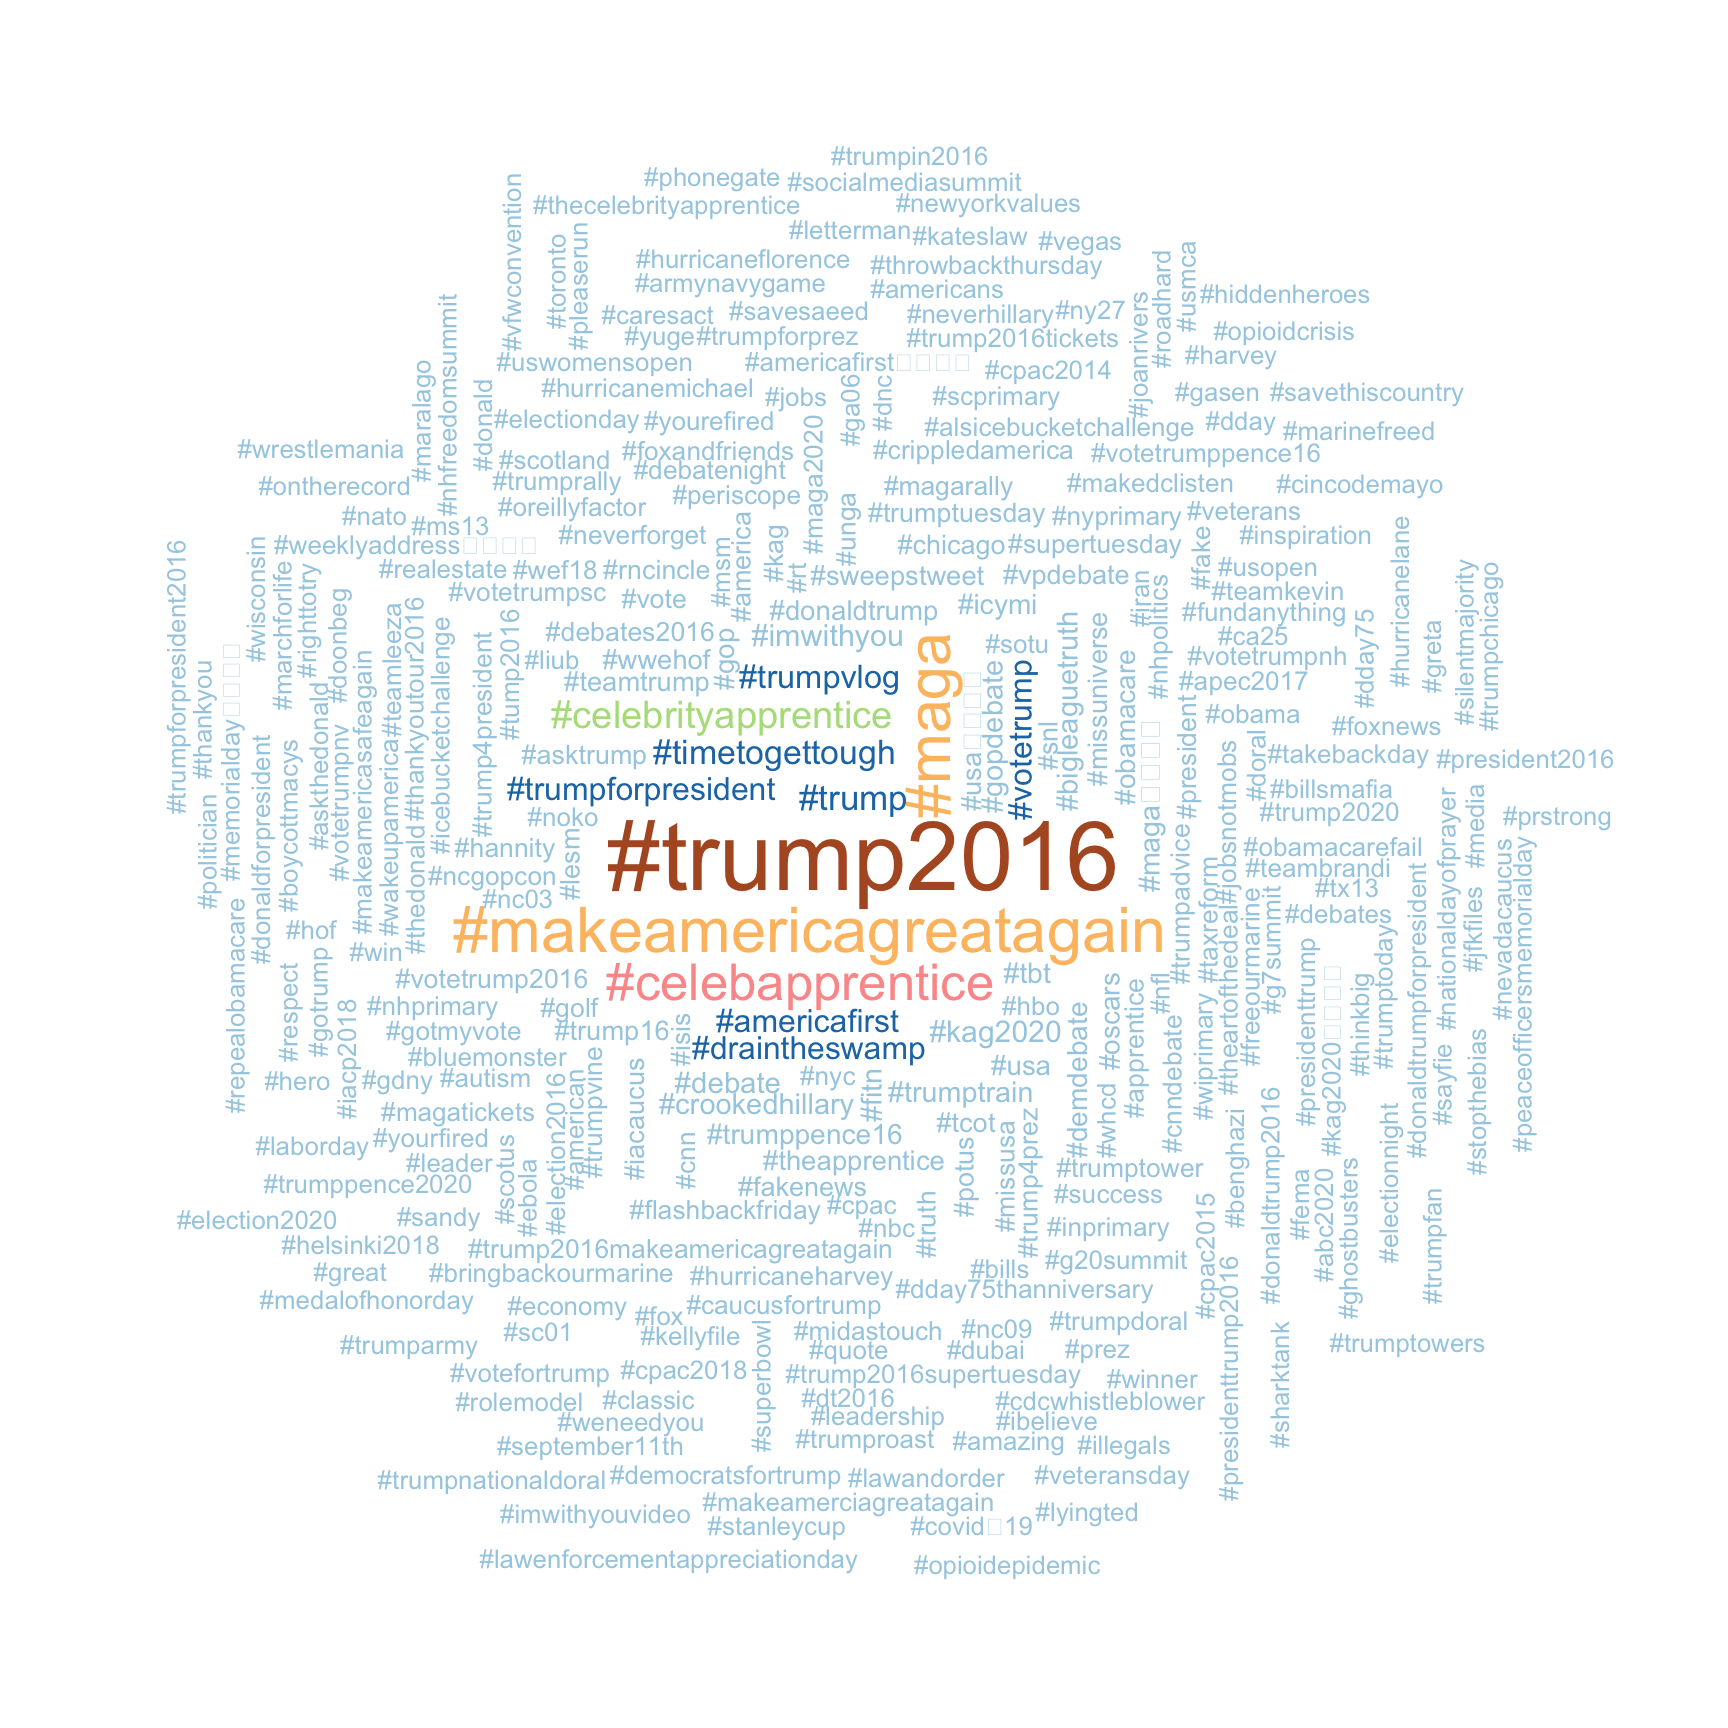 #trumpin2016
#phonegate
#socialmediasummit
#thecelebrityapprentice
#newyorkvalues
#vfwconvention
#letterman
#kateslaw
#vegas
#toronto
#pleaserun
#hurricaneflorence
#throwbackthursday
#roadhard
#usmca
#armynavygame
#americans
#hiddenheroes
#nhfreedomsummit
#caresact
#savesaeed
#neverhillary
#ny27
#joanrivers
#opioidcrisis
#yuge
#trumpforprez
#trump2016tickets
#harvey
#uswomensopen
#americafirst
#cpac2014
#maralago
#donald
#hurricanemichael
#jobs
#ga06
#dnc
#scprimary
#gasen
#savethiscountry
#electionday
#yourefired
#alsicebucketchallenge
#dday
#marinefreed
#wrestlemania
#scotland
#foxandfriends
#maga2020
#crippledamerica
#votetrumppence16
#debatenight
#ontherecord
#trumprally
#periscope
#magarally
#makedclisten
#cincodemayo
#oreillyfactor
#unga
#trumptuesday
#nyprimary
#veterans
#nato
#ms13
#neverforget
#america
#kag
#chicago
#supertuesday
#fake
#inspiration
#hurricanelane
#weeklyaddress
#trumpforpresident2016
#wisconsin
#marchforlife
#righttotry
#realestate
#wef18
#rncincle
#msm
#rt
#sweepstweet
#vpdebate
#iran
#nhpolitics
#usopen
#teamkevin
#silentmajority
#trumpchicago
#doonbeg
#votetrumpsc
#vote
#donaldtrump
#icymi
#fundanything
#greta
#teamleeza
#thankyoutour2016
#icebucketchallenge
#trump4president
#tump2016
#debates2016
#gop
#imwithyou
#maga
#sotu
#bigleaguetruth
#missuniverse
#obamacare
#ca25
#dday75
#thankyou
#memorialday
#liub
#wwehof
#votetrumpnh
#askthedonald
#makeamericasafeagain
#teamtrump
#trumpvlog
#usa
#gopdebate
#votetrump
#apec2017
#celebrityapprentice
#president
#obama
#foxnews
#donaldforpresident
#boycottmacys
#votetrumpnv
#wakeupamerica
#thedonald
#asktrump
#timetogettough
#snl
#maga
#jobsnotmobs
#doral
#takebackday
#president2016
#politician
#trumpforpresident
#trump
#billsmafia
#noko
#trump2020
#media
#prstrong
#trump2016
#hannity
#lesm
#trumpadvice
#taxreform
#obamacarefail
#nationaldayofprayer
#nevadacaucus
#peaceofficersmemorialday
#ncgopcon
#teambrandi
#nc03
#tx13
#donaldtrumpforpresident
#repealobamacare
#hof
#makeamericagreatagain
#theartofthedeal
#freeourmarine
#g7summit
#debates
#jfkfiles
#respect
#gotrump
#win
#votetrump2016
#celebapprentice
#tbt
#oscars
#apprentice
#nfl
#presidenttrump
#kag2020
#thinkbig
#trumptoday
#nhprimary
#golf
#hbo
#iacp2018
#gotmyvote
#trump16
#isis
#americafirst
#kag2020
#demdebate
#whcd
#cnndebate
#wiprimary
#sayfie
#stopthebias
#bluemonster
#draintheswamp
#usa
#hero
#gdny
#autism
#debate
#nyc
#trumptrain
#magatickets
#election2016
#american
#trumpvine
#iacaucus
#crookedhillary
#fitn
#benghazi
#donaldtrump2016
#electionnight
#laborday
#yourfired
#trumppence16
#tcot
#missusa
#trump4prez
#leader
#scotus
#ebola
#cnn
#theapprentice
#potus
#trumptower
#fema
#abc2020
#ghostbusters
#trumppence2020
#fakenews
#success
#trumpfan
#election2020
#sandy
#flashbackfriday
#cpac
#nbc
#truth
#inprimary
#cpac2015
#helsinki2018
#trump2016makeamericagreatagain
#g20summit
#great
#bringbackourmarine
#hurricaneharvey
#bills
#dday75thanniversary
#presidenttrump2016
#medalofhonorday
#economy
#fox
#caucusfortrump
#sc01
#kellyfile
#midastouch
#nc09
#trumpdoral
#sharktank
#trumparmy
#superbowl
#quote
#dubai
#prez
#trumptowers
#votefortrump
#cpac2018
#trump2016supertuesday
#winner
#rolemodel
#classic
#dt2016
#cdcwhistleblower
#weneedyou
#leadership
#ibelieve
#september11th
#trumproast
#amazing
#illegals
#trumpnationaldoral
#democratsfortrump
#lawandorder
#veteransday
#makeamerciagreatagain
#imwithyouvideo
#stanleycup
#covid19
#lyingted
#lawenforcementappreciationday
#opioidepidemic